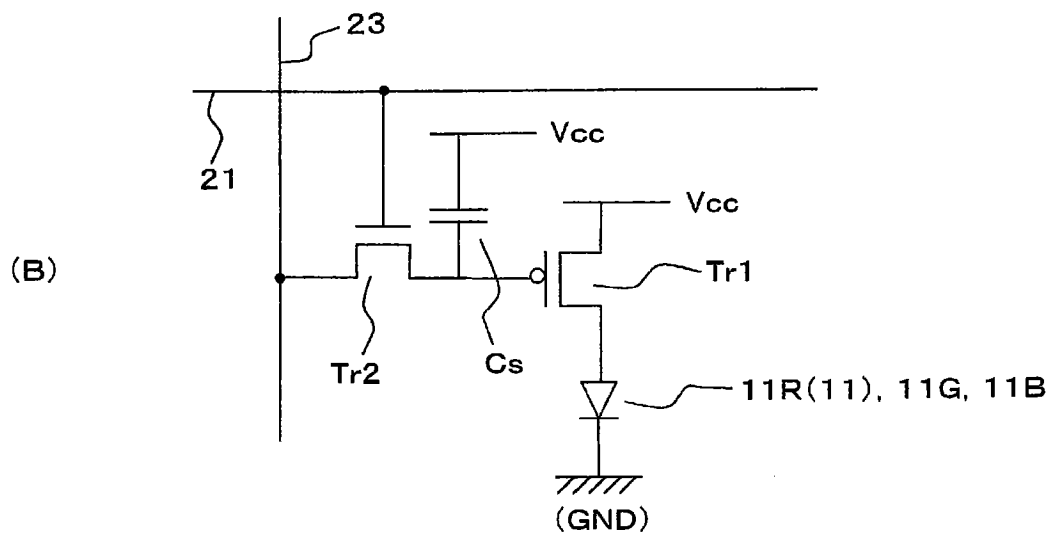 23
Vcc
21
Vcc
(B)
Tr1
Tr2
Cs
11R(11), 11G, 11B
(GND)